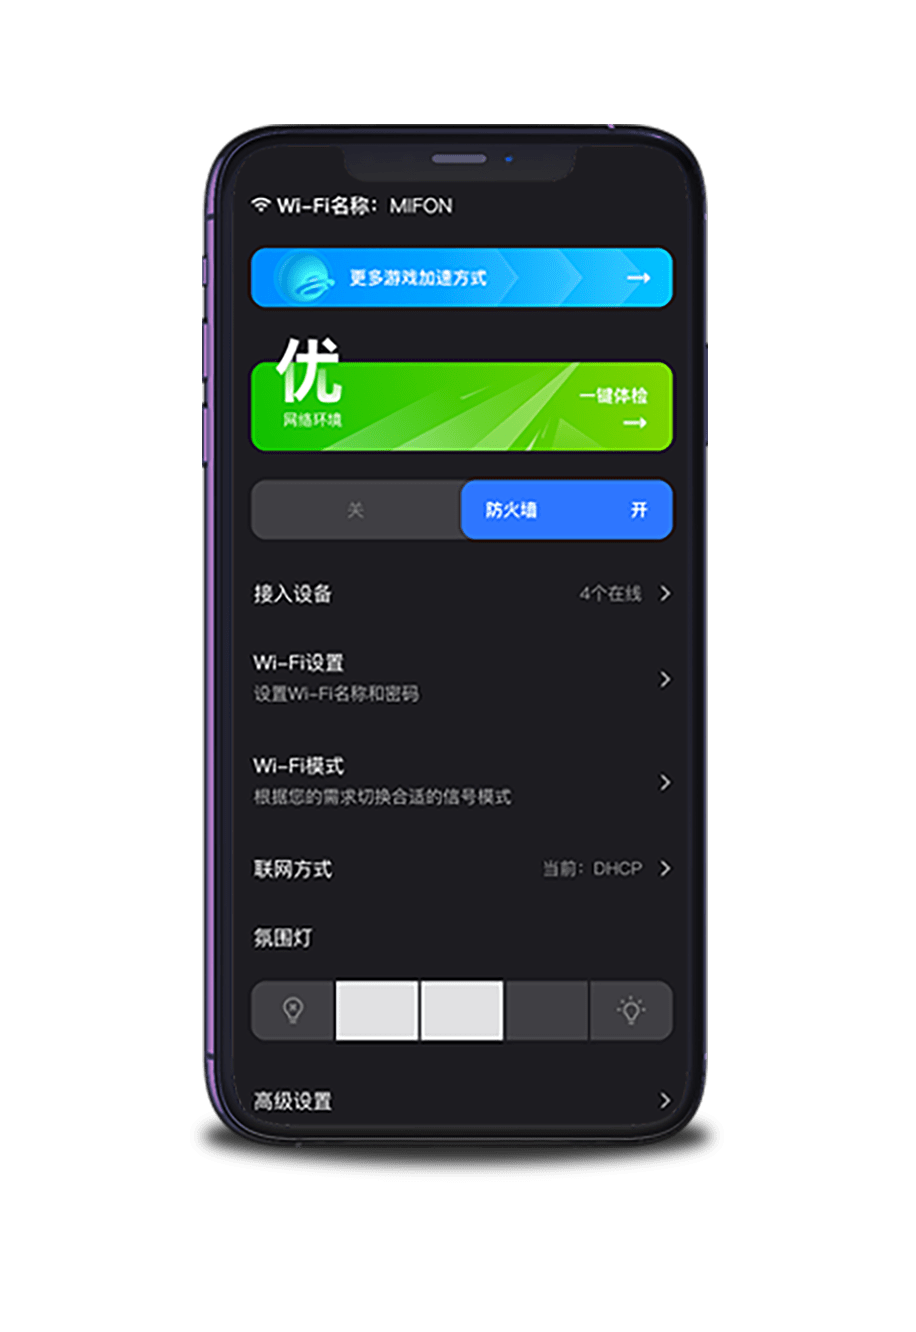 Wi-Fi名称：MIFON
更多游戏加速方式
优
网络环境
一键体检
关
防火墙 开
接入设备 4个在线
Wi-Fi设置
设置Wi-Fi名称和密码
Wi-Fi模式
根据您的需求切换合适的信号模式
联网方式 当前：DHCP
氛围灯
高级设置